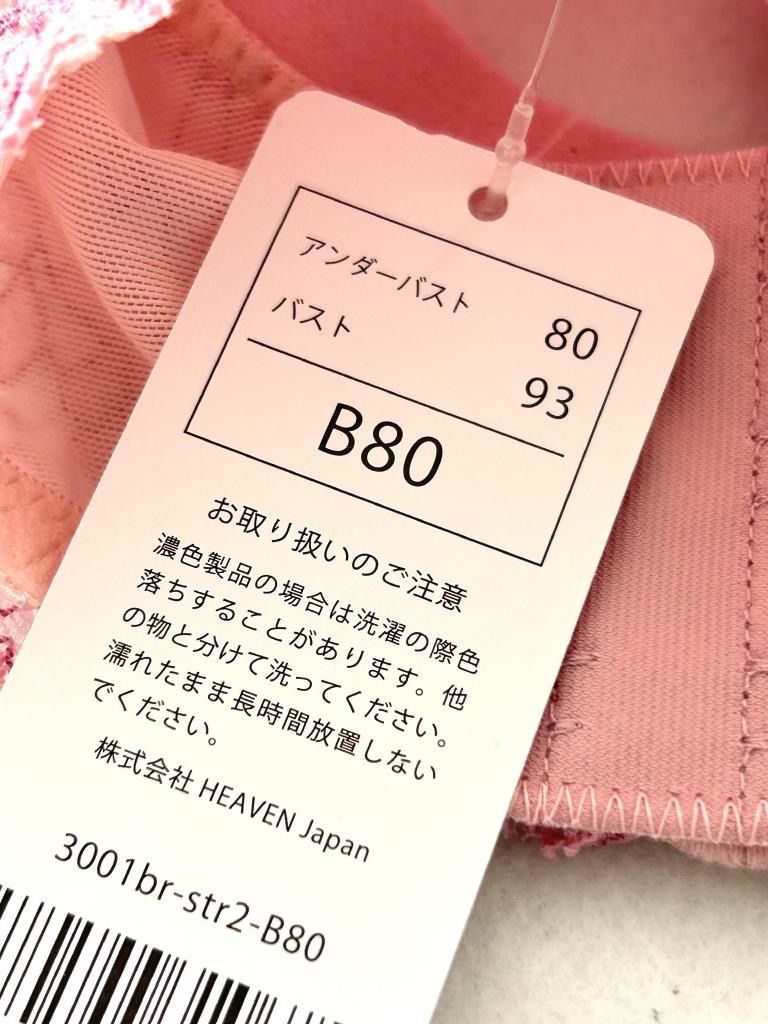 アンダーバスト 80
バスト 93
B80
お取り扱いのご注意
濃色製品の場合は洗濯の際色
落ちすることがあります。他
の物と分けて洗ってください。
濡れたまま長時間放置しない
でください。
株式会社 HEAVEN Japan
3001br-str2-B80